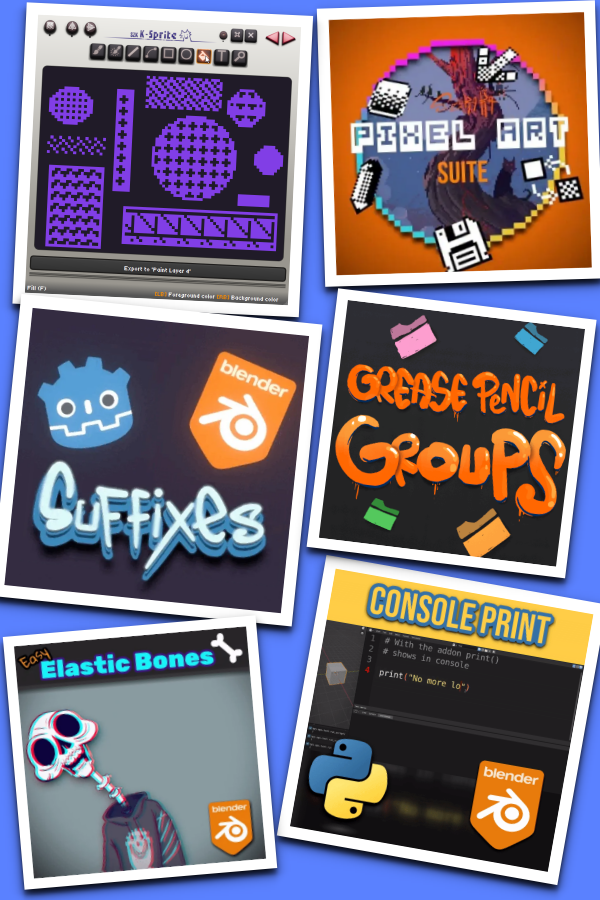 K-Sprite
Export to 'Paint Layer 4'
Fill (F)
Foreground color
Background color
PIXEL ART
SUITE
blender
Suffixes
GREASE PENCIL
GROUPS
Easy
Elastic Bones
blender
CONSOLE PRINT
1 # With the addon print()
2 # shows in console
3
4 print("No more lo")
blender